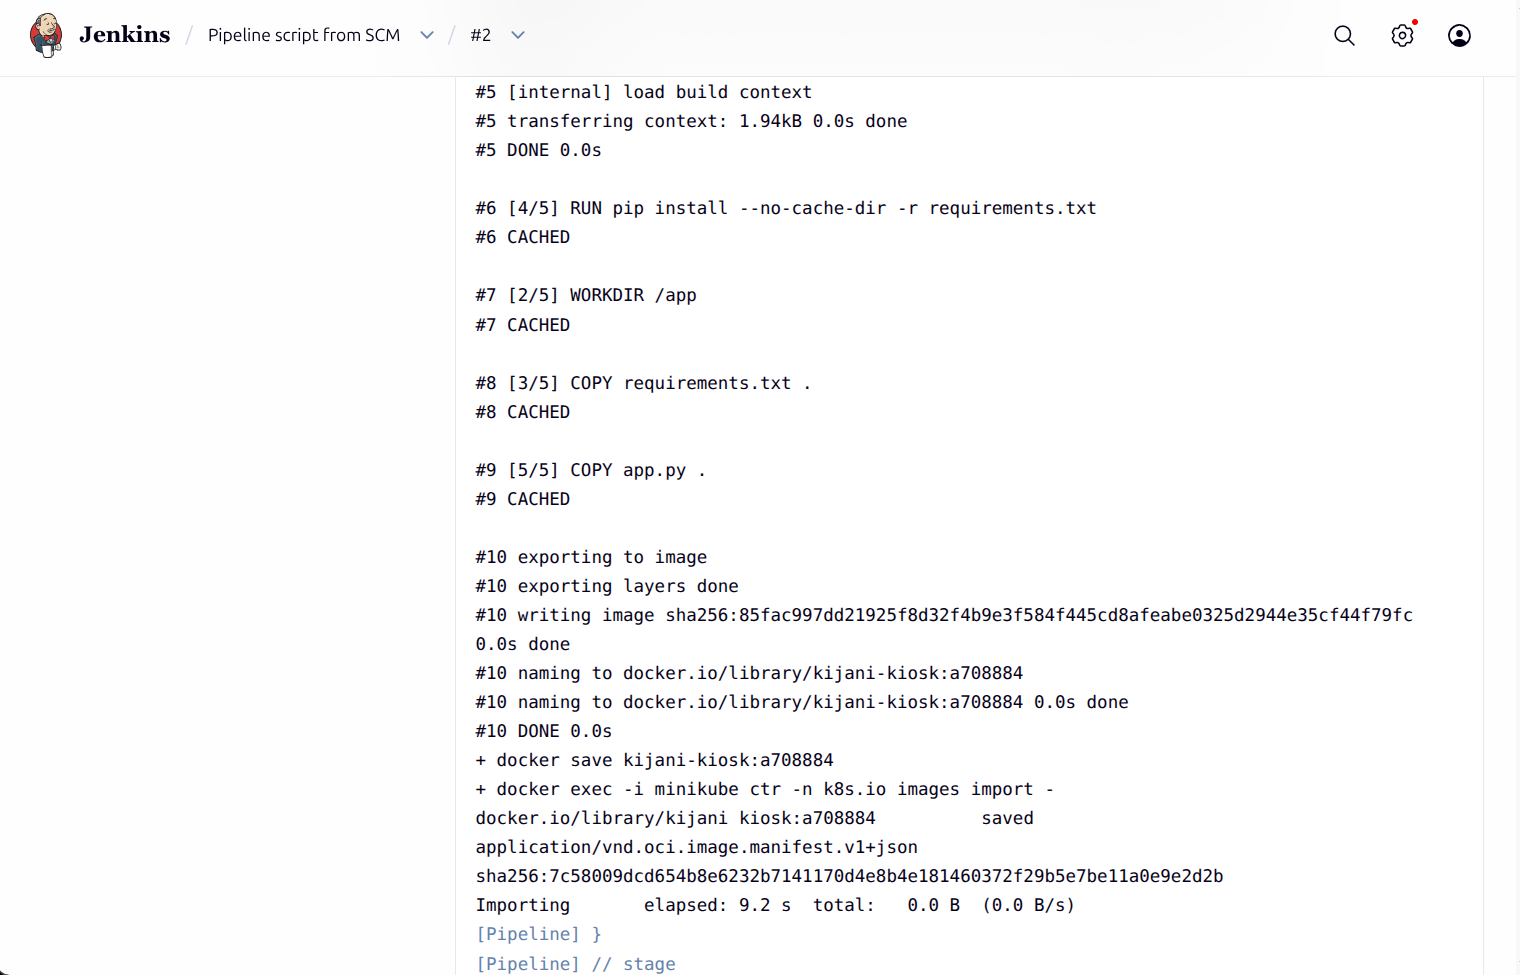 Jenkins / Pipeline script from SCM / #2
#5 [internal] load build context
#5 transferring context: 1.94kB 0.0s done
#5 DONE 0.0s
#6 [4/5] RUN pip install --no-cache-dir -r requirements.txt
#6 CACHED
#7 [2/5] WORKDIR /app
#7 CACHED
#8 [3/5] COPY requirements.txt .
#8 CACHED
#9 [5/5] COPY app.py .
#9 CACHED
#10 exporting to image
#10 exporting layers done
#10 writing image sha256:85fac997dd21925f8d32f4b9e3f584f445cd8afeabe0325d2944e35cf44f79fc
0.0s done
#10 naming to docker.io/library/kijani-kiosk:a708884
#10 naming to docker.io/library/kijani-kiosk:a708884 0.0s done
#10 DONE 0.0s
+ docker save kijani-kiosk:a708884
+ docker exec -i minikube ctr -n k8s.io images import -
docker.io/library/kijani kiosk:a708884          saved
application/vnd.oci.image.manifest.v1+json
sha256:7c58009dcd654b8e6232b7141170d4e8b4e181460372f29b5e7be11a0e9e2d2b
Importing       elapsed: 9.2 s  total:   0.0 B  (0.0 B/s)
[Pipeline] }
[Pipeline] // stage